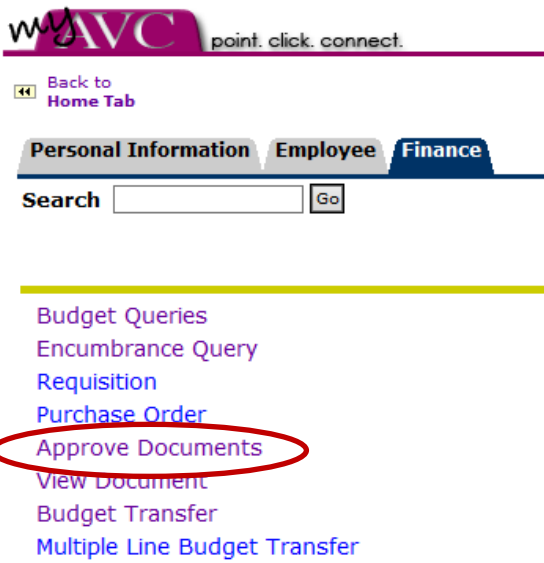 myAVC point. click. connect.
Back to
Home Tab
Personal Information Employee Finance
Search Go
Budget Queries
Encumbrance Query
Requisition
Purchase Order
Approve Documents
View Document
Budget Transfer
Multiple Line Budget Transfer